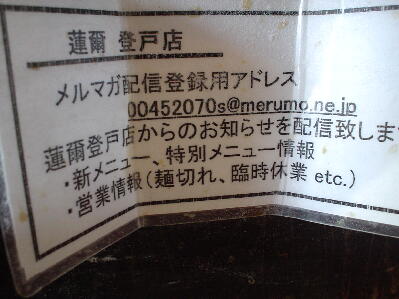 蓮爾 登戸店
メルマガ配信登録用アドレス
00452070s@merumo.ne.jp
蓮爾登戸店からのお知らせを配信致しま
・新メニュー、特別メニュー情報
・営業情報(麺切れ、臨時休業 etc.)